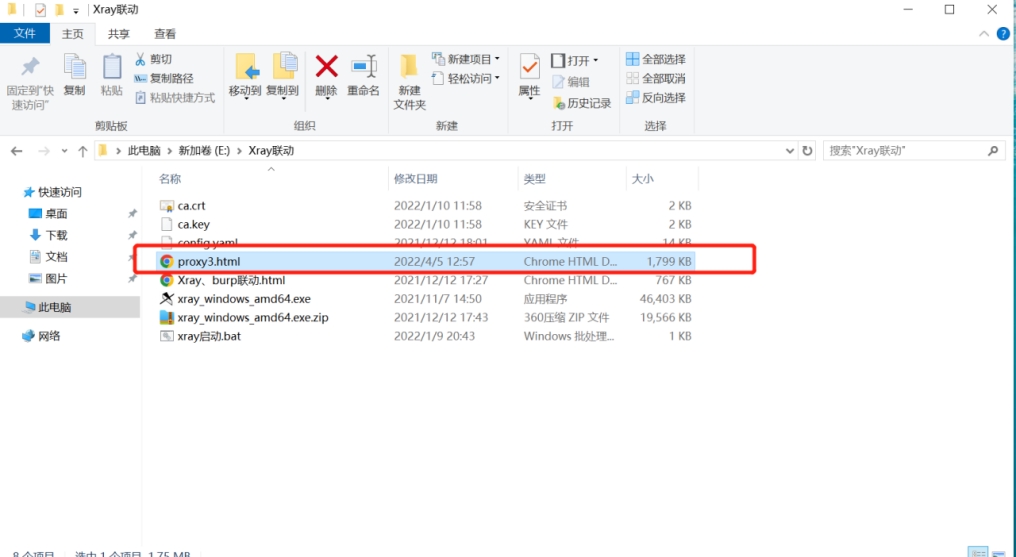 Xray联动
文件 主页 共享 查看
固定到"快速访问" 复制 粘贴 剪切 复制路径 粘贴快捷方式
移动到 复制到 删除 重命名
新建文件夹 新建项目 轻松访问
属性 打开 编辑 历史记录
全部选择 全部取消 反向选择
剪贴板 组织 新建 打开 选择
此电脑 > 新加卷 (E:) > Xray联动 搜索"Xray联动"
名称 修改日期 类型 大小
快速访问
桌面
下载
文档
图片
此电脑
网络
ca.crt 2022/1/10 11:58 安全证书 2 KB
ca.key 2022/1/10 11:58 KEY 文件 2 KB
config.yaml 2021/12/12 18:01 YAML 文件 14 KB
proxy3.html 2022/4/5 12:57 Chrome HTML D... 1,799 KB
Xray、burp联动.html 2021/12/12 17:27 Chrome HTML D... 767 KB
xray_windows_amd64.exe 2021/11/7 14:50 应用程序 46,403 KB
xray_windows_amd64.exe.zip 2021/12/12 17:43 360压缩 ZIP 文件 19,566 KB
xray启动.bat 2022/1/9 20:43 Windows 批处理... 1 KB
8 个项目 选中 1 个项目 1.75 MB